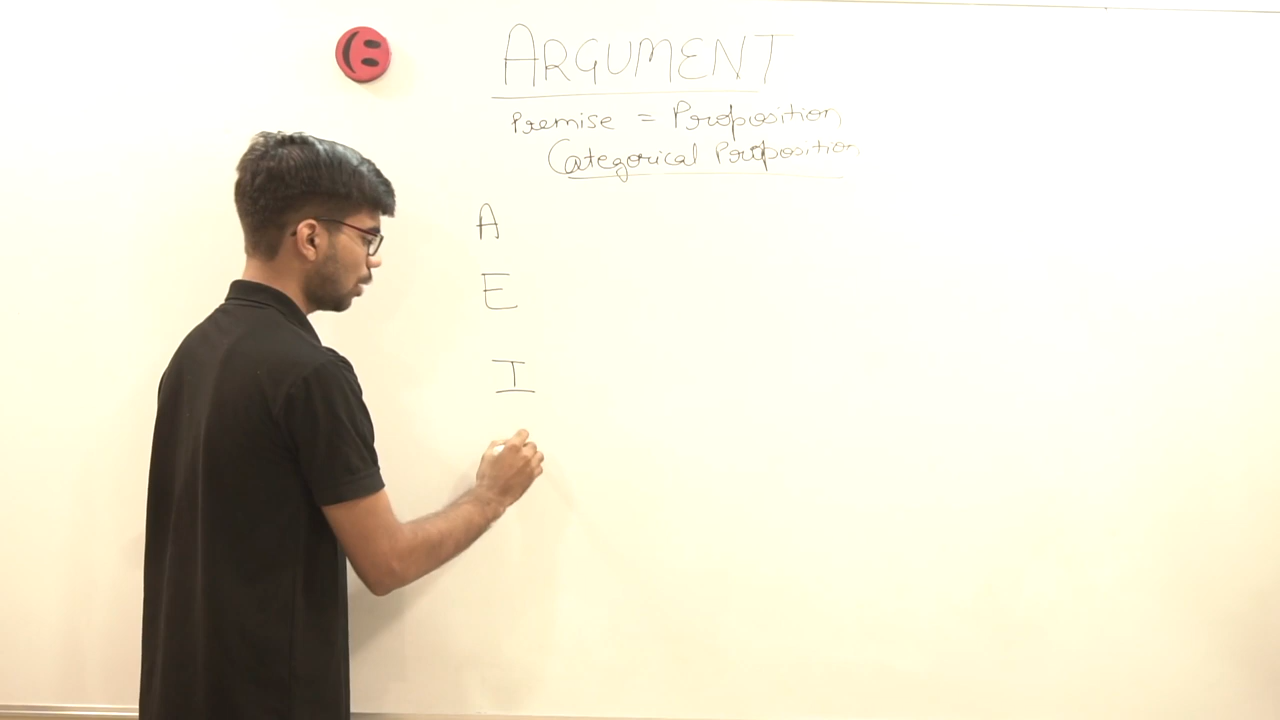 ARGUMENT
Premise = Proposition
Categorical Proposition
A
E
I